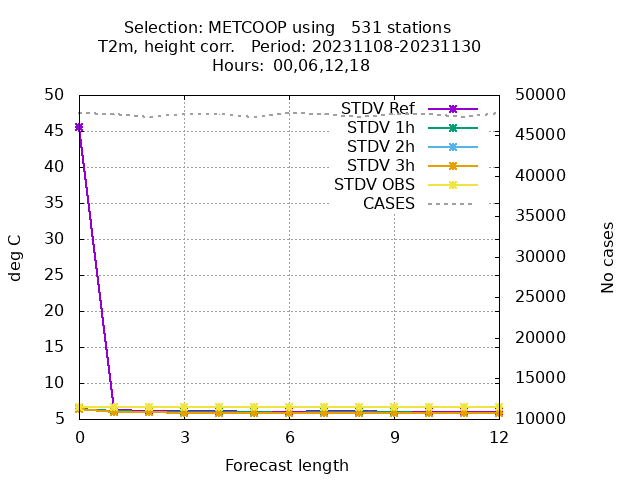 Selection: METCOOP using 531 stations
T2m, height corr. Period: 20231108-20231130
Hours: 00,06,12,18
50
45
40
35
30
25
20
15
10
5
deg C
STDV Ref
STDV 1h
STDV 2h
STDV 3h
STDV OBS
CASES
50000
45000
40000
35000
30000
25000
20000
15000
10000
No cases
0 3 6 9 12
Forecast length